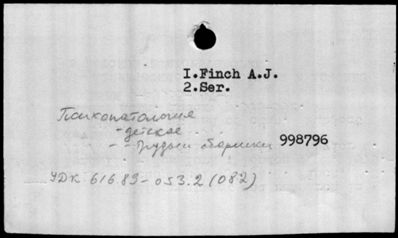 I.Finch A.J.
2.Ser.
Психопатология
-детская
- - труды сборники 998796
УДК 616.89-053.2(082)